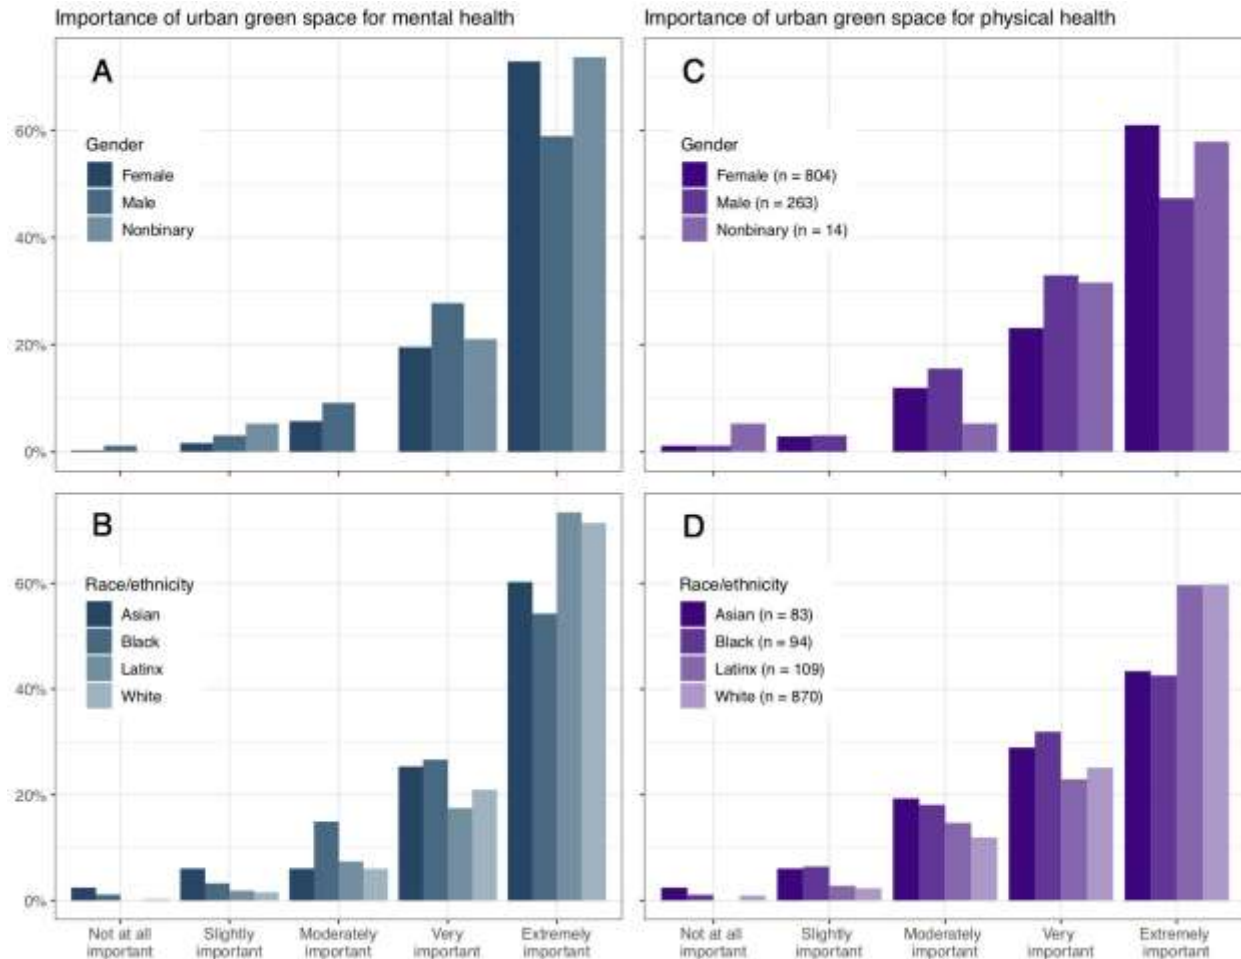 Importance of urban green space for mental health
Importance of urban green space for physical health
A
Gender
Female
Male
Nonbinary
60%
40%
20%
0%
C
Gender
Female (n = 804)
Male (n = 263)
Nonbinary (n = 14)
B
Race/ethnicity
Asian
Black
Latinx
White
60%
40%
20%
0%
D
Race/ethnicity
Asian (n = 83)
Black (n = 94)
Latinx (n = 109)
White (n = 870)
Not at all
important
Slightly
important
Moderately
important
Very
important
Extremely
important
Not at all
important
Slightly
important
Moderately
important
Very
important
Extremely
important